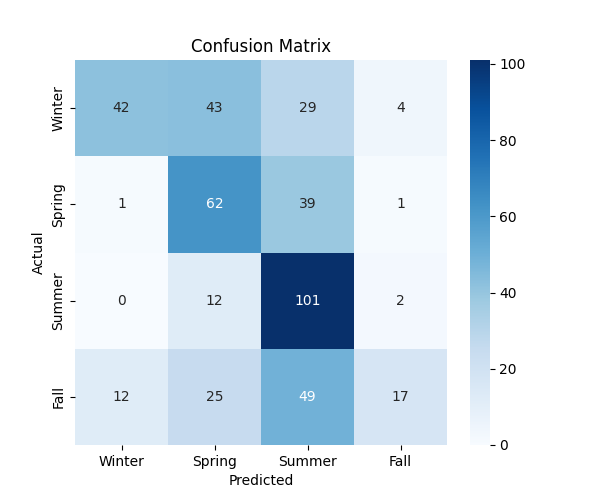 Confusion Matrix
Actual
Winter 42 43 29 4
Spring 1 62 39 1
Summer 0 12 101 2
Fall 12 25 49 17
Winter Spring Summer Fall
Predicted
100
80
60
40
20
0